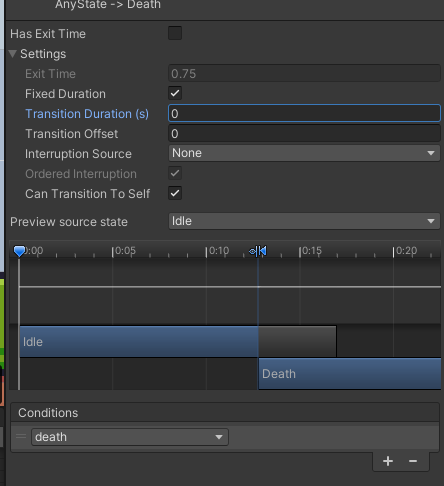 AnyState -> Death
Has Exit Time
Settings
Exit Time 0.75
Fixed Duration
Transition Duration (s) 0
Transition Offset 0
Interruption Source None
Ordered Interruption
Can Transition To Self
Preview source state Idle
0:00 0:05 0:10 0:15 0:20
Idle
Death
Conditions
death